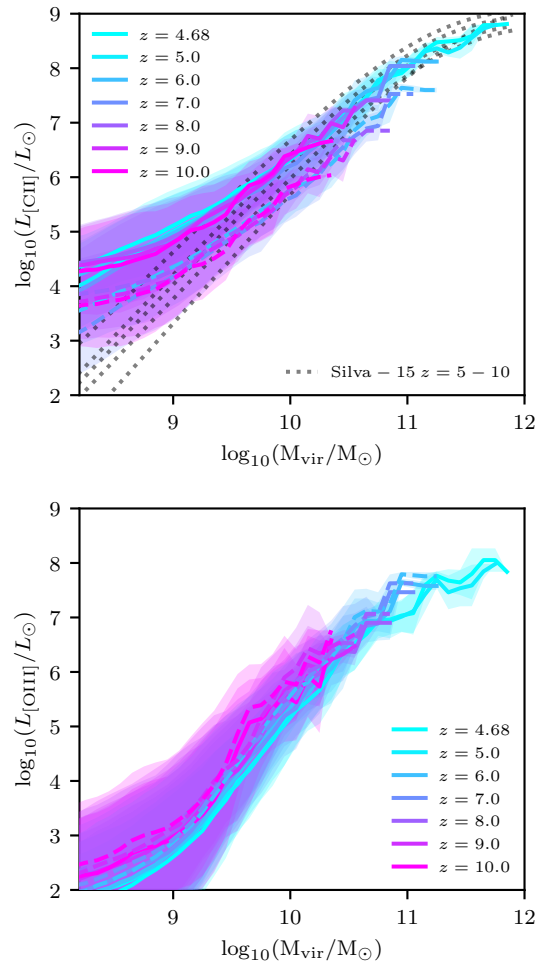 9
8
7
6
5
4
3
2
log₁₀(L[CII]/L⊙)
z = 4.68
z = 5.0
z = 6.0
z = 7.0
z = 8.0
z = 9.0
z = 10.0
Silva − 15 z = 5 − 10
9 10 11 12
log₁₀(Mvir/M⊙)
9
8
7
6
5
4
3
2
log₁₀(L[OIII]/L⊙)
z = 4.68
z = 5.0
z = 6.0
z = 7.0
z = 8.0
z = 9.0
z = 10.0
9 10 11 12
log₁₀(Mvir/M⊙)